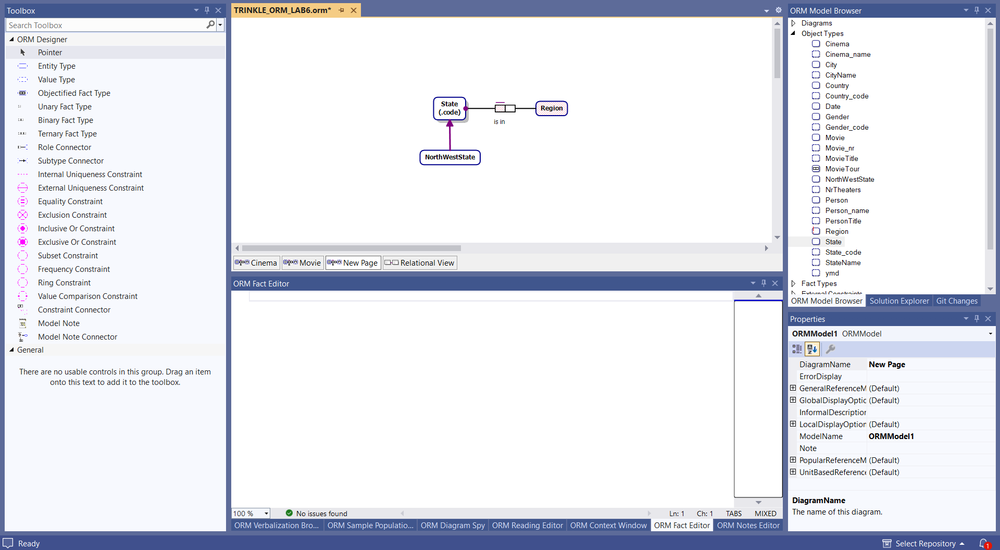 Toolbox
Search Toolbox
ORM Designer
Pointer
Entity Type
Value Type
Objectified Fact Type
Unary Fact Type
Binary Fact Type
Ternary Fact Type
Role Connector
Subtype Connector
Internal Uniqueness Constraint
External Uniqueness Constraint
Equality Constraint
Exclusion Constraint
Inclusive Or Constraint
Exclusive Or Constraint
Subset Constraint
Frequency Constraint
Ring Constraint
Value Comparison Constraint
Constraint Connector
Model Note
Model Note Connector
General
There are no usable controls in this group. Drag an item
onto this text to add it to the toolbox.
TRINKLE_ORM_LAB6.orm*
State
(.code)
is in
Region
NorthWestState
Cinema
Movie
New Page
Relational View
ORM Fact Editor
100 %
No issues found
Ln: 1
Ch: 1
TABS
MIXED
ORM Verbalization Bro...
ORM Sample Populatio...
ORM Diagram Spy
ORM Reading Editor
ORM Context Window
ORM Fact Editor
ORM Notes Editor
ORM Model Browser
Diagrams
Object Types
Cinema
Cinema_name
City
CityName
Country
Country_code
Date
Gender
Gender_code
Movie
Movie_nr
MovieTitle
MovieTour
NorthWestState
NrTheaters
Person
Person_name
PersonTitle
Region
State
State_code
StateName
ymd
Fact Types
External Constraints
ORM Model Browser
Solution Explorer
Git Changes
Properties
ORMModel1 ORMModel
DiagramName New Page
ErrorDisplay
GeneralReferenceM (Default)
GlobalDisplayOptic (Default)
InformalDescription
LocalDisplayOption (Default)
ModelName ORMModel1
Note
PopularReferenceM (Default)
UnitBasedReference (Default)
DiagramName
The name of this diagram.
Ready
Select Repository
1